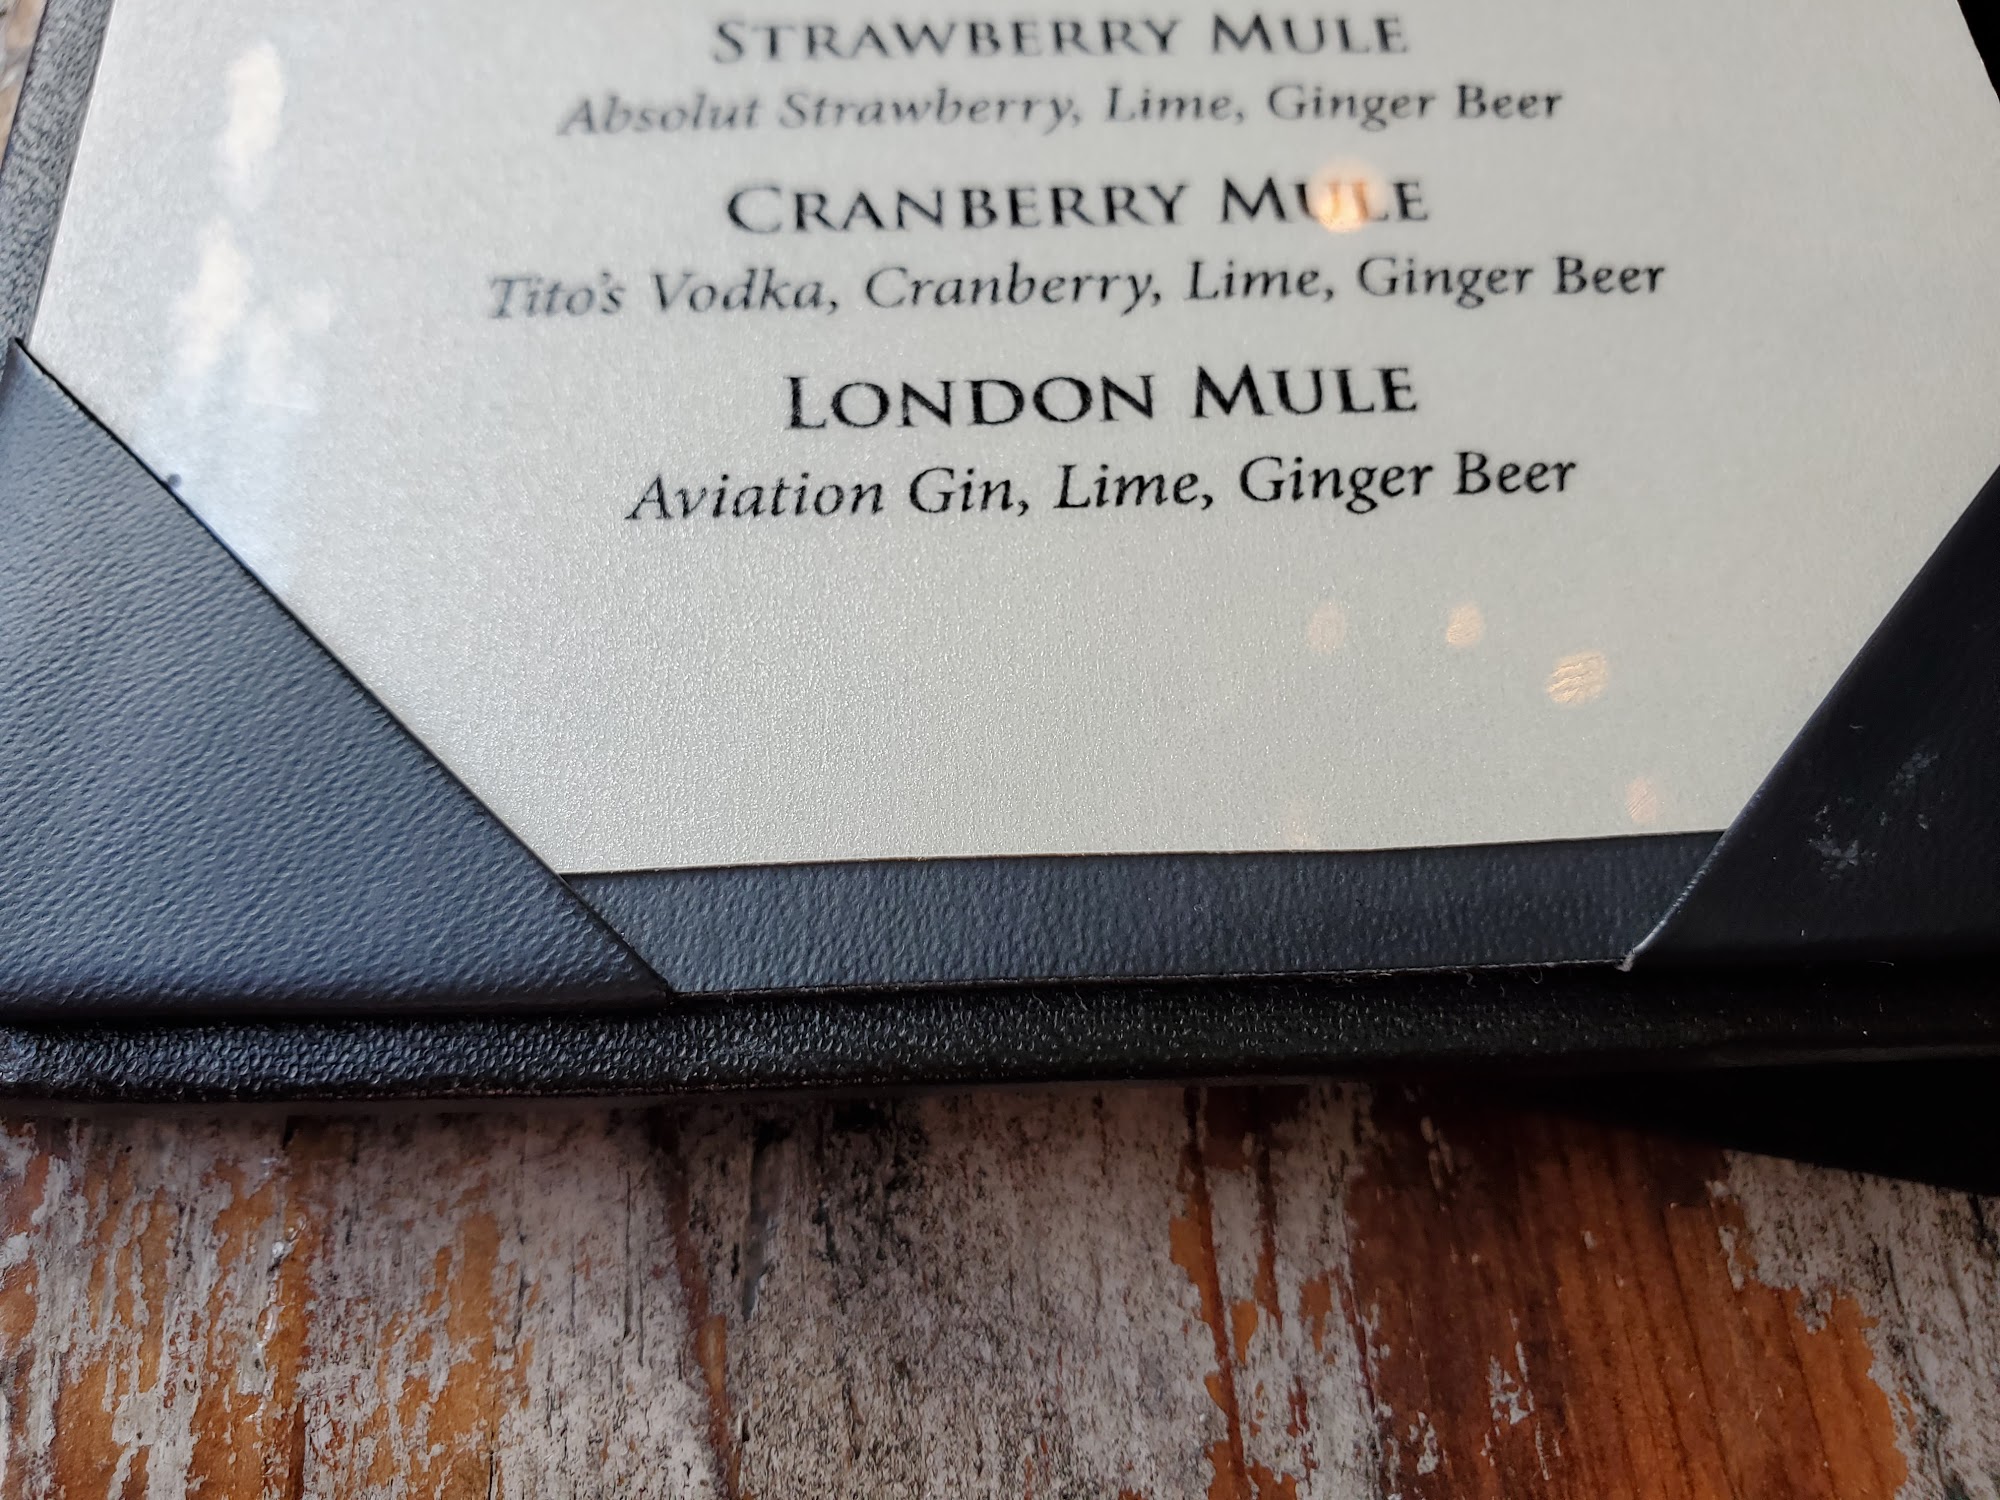 STRAWBERRY MULE
Absolut Strawberry, Lime, Ginger Beer
CRANBERRY MULE
Tito's Vodka, Cranberry, Lime, Ginger Beer
LONDON MULE
Aviation Gin, Lime, Ginger Beer